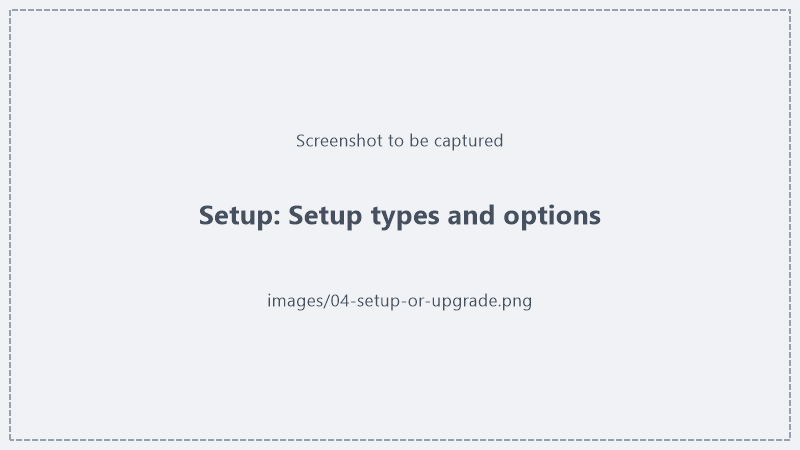 Screenshot to be captured
Setup: Setup types and options
images/04-setup-or-upgrade.png